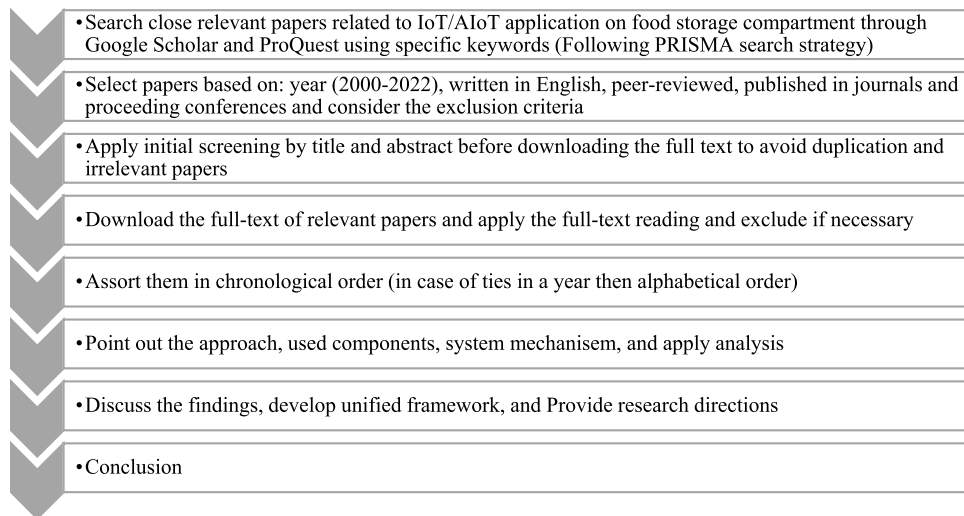 •Search close relevant papers related to IoT/AIoT application on food storage compartment through
Google Scholar and ProQuest using specific keywords (Following PRISMA search strategy)
•Select papers based on: year (2000-2022), written in English, peer-reviewed, published in journals and
proceeding conferences and consider the exclusion criteria
•Apply initial screening by title and abstract before downloading the full text to avoid duplication and
irrelevant papers
•Download the full-text of relevant papers and apply the full-text reading and exclude if necessary
•Assort them in chronological order (in case of ties in a year then alphabetical order)
•Point out the approach, used components, system mechanisem, and apply analysis
•Discuss the findings, develop unified framework, and Provide research directions
•Conclusion